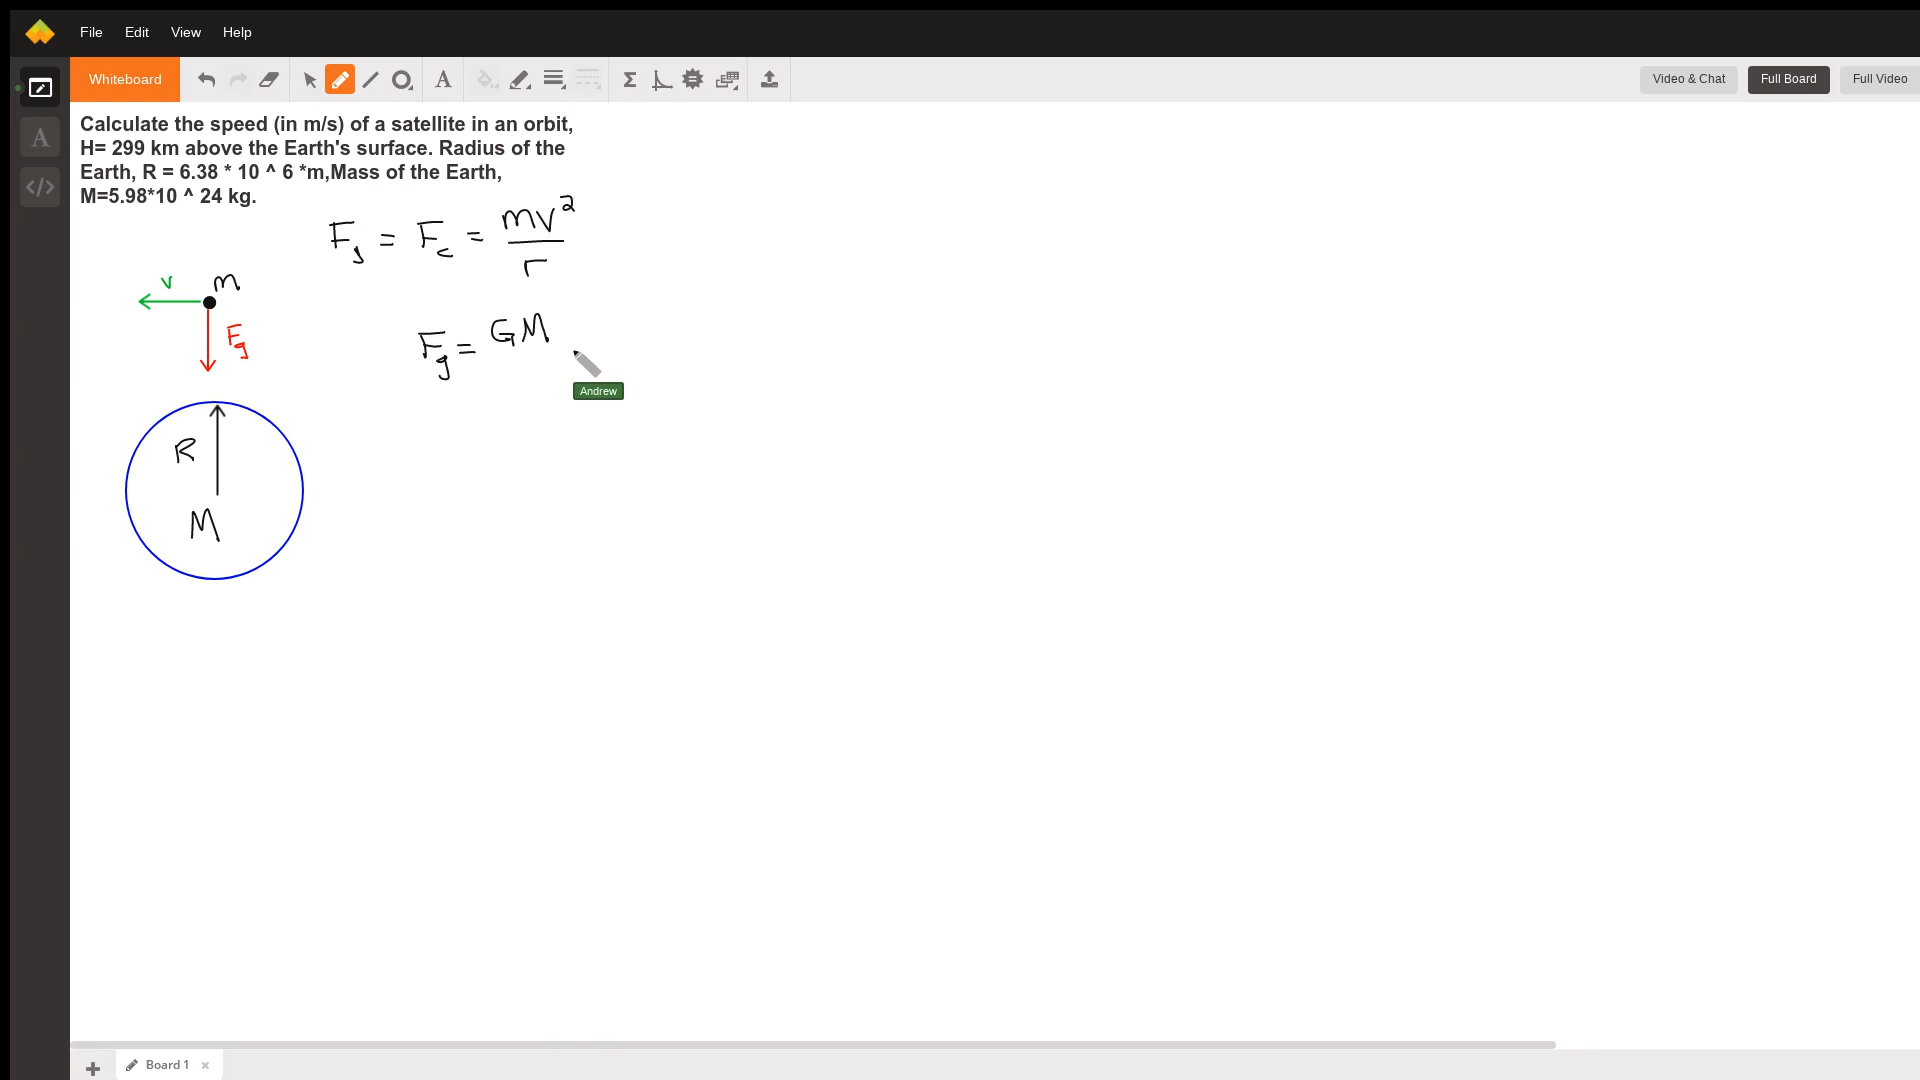 File Edit View Help
Whiteboard A Σ Video & Chat Full Board Full Video
A
</>
Calculate the speed (in m/s) of a satellite in an orbit,
H= 299 km above the Earth's surface. Radius of the
Earth, R = 6.38 * 10 ^ 6 *m,Mass of the Earth,
M=5.98*10 ^ 24 kg.
Fg = Fc = mv²/r
v m
Fg
Fg = GM
Andrew
R
M
+ Board 1 ×